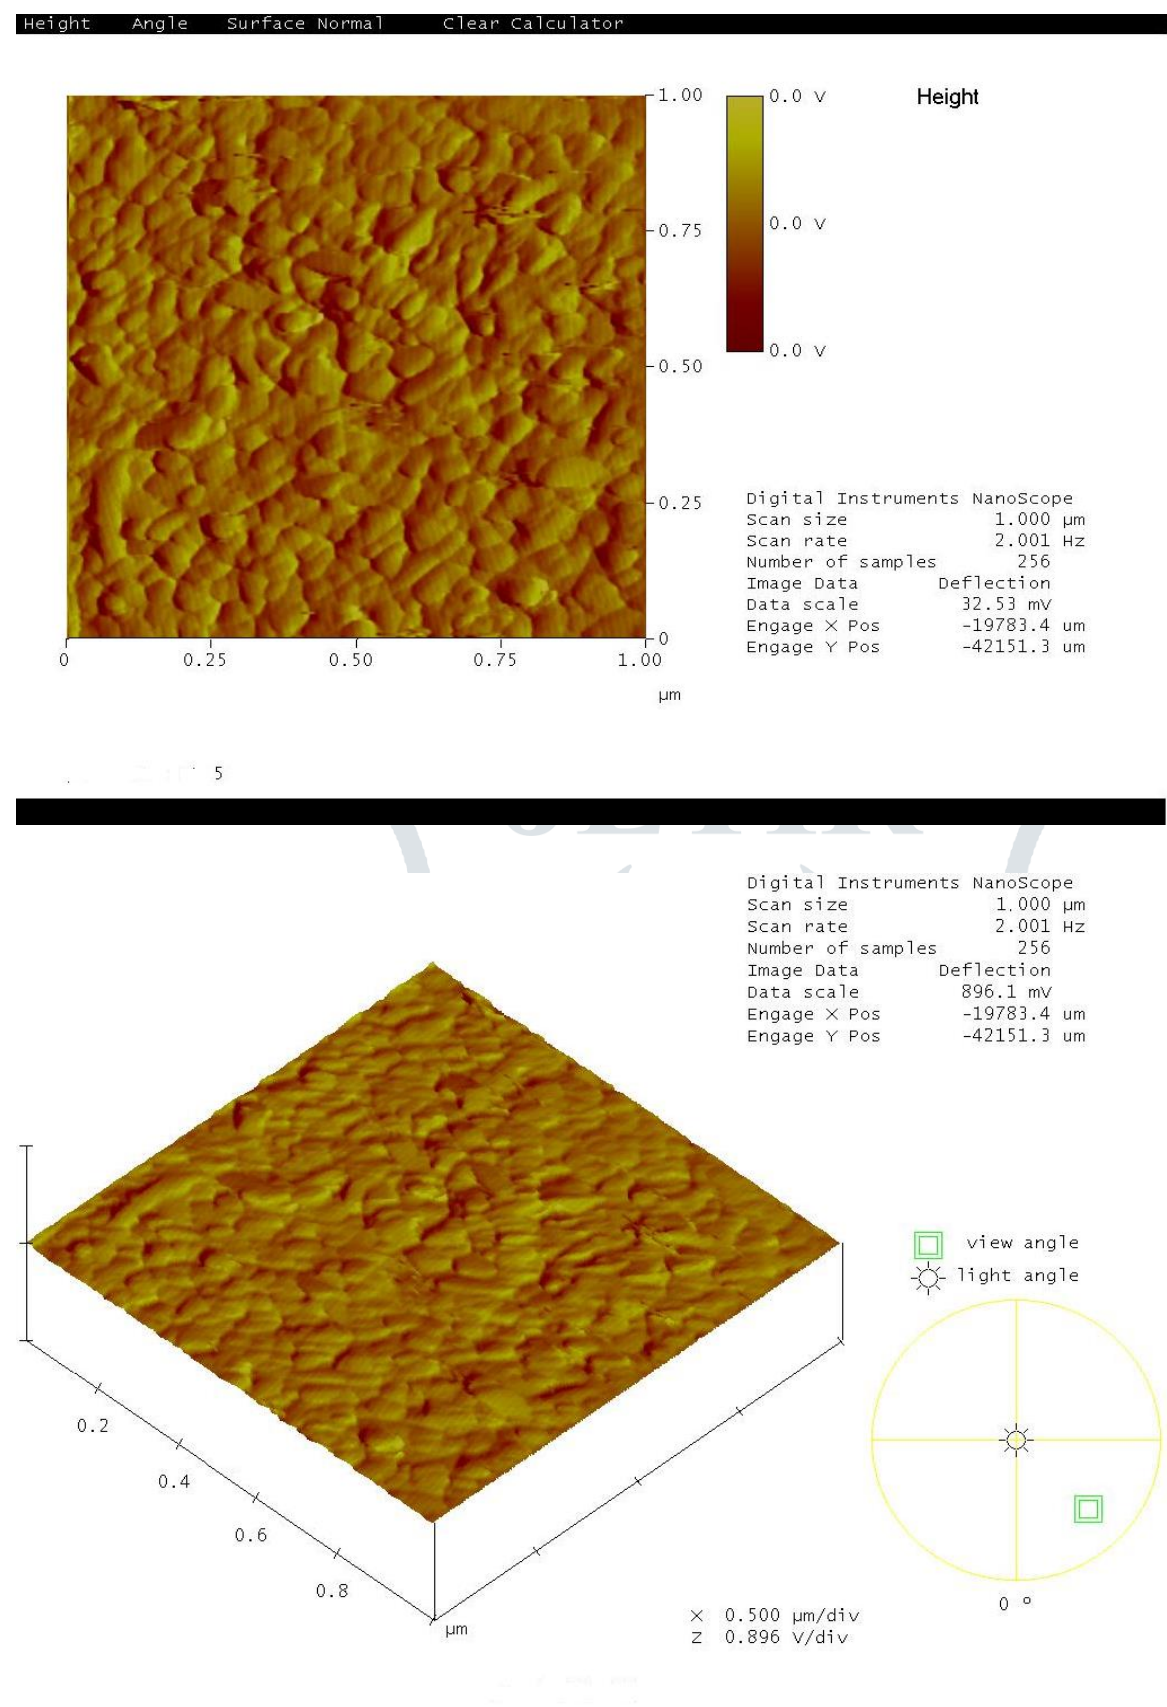 Height Angle Surface Normal Clear Calculator
1.00
0.75
0.50
0.25
0
0 0.25 0.50 0.75 1.00
µm
0.0 V
0.0 V
0.0 V
Height
Digital Instruments NanoScope
Scan size 1.000 µm
Scan rate 2.001 Hz
Number of samples 256
Image Data Deflection
Data scale 32.53 mV
Engage X Pos -19783.4 um
Engage Y Pos -42151.3 um
5
Digital Instruments NanoScope
Scan size 1.000 µm
Scan rate 2.001 Hz
Number of samples 256
Image Data Deflection
Data scale 896.1 mV
Engage X Pos -19783.4 um
Engage Y Pos -42151.3 um
view angle
light angle
0.2
0.4
0.6
0.8
µm
X 0.500 µm/div
Z 0.896 V/div
0 °